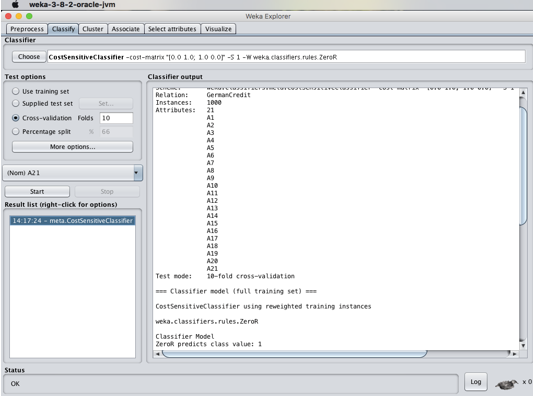 weka-3-8-2-oracle-jvm
Weka Explorer
Preprocess Classify Cluster Associate Select attributes Visualize
Classifier
Choose CostSensitiveClassifier -cost-matrix "[0.0 1.0; 1.0 0.0]" -S 1 -W weka.classifiers.rules.ZeroR
Test options
Use training set
Supplied test set Set...
Cross-validation Folds 10
Percentage split % 66
More options...
(Nom) A21
Start Stop
Result list (right-click for options)
14:17:24 - meta.CostSensitiveClassifier
Classifier output
Relation: GermanCredit
Instances: 1000
Attributes: 21
A1
A2
A3
A4
A5
A6
A7
A8
A9
A10
A11
A12
A13
A14
A15
A16
A17
A18
A19
A20
A21
Test mode: 10-fold cross-validation
=== Classifier model (full training set) ===
CostSensitiveClassifier using reweighted training instances
weka.classifiers.rules.ZeroR
Classifier Model
ZeroR predicts class value: 1
Status
OK
Log
x 0